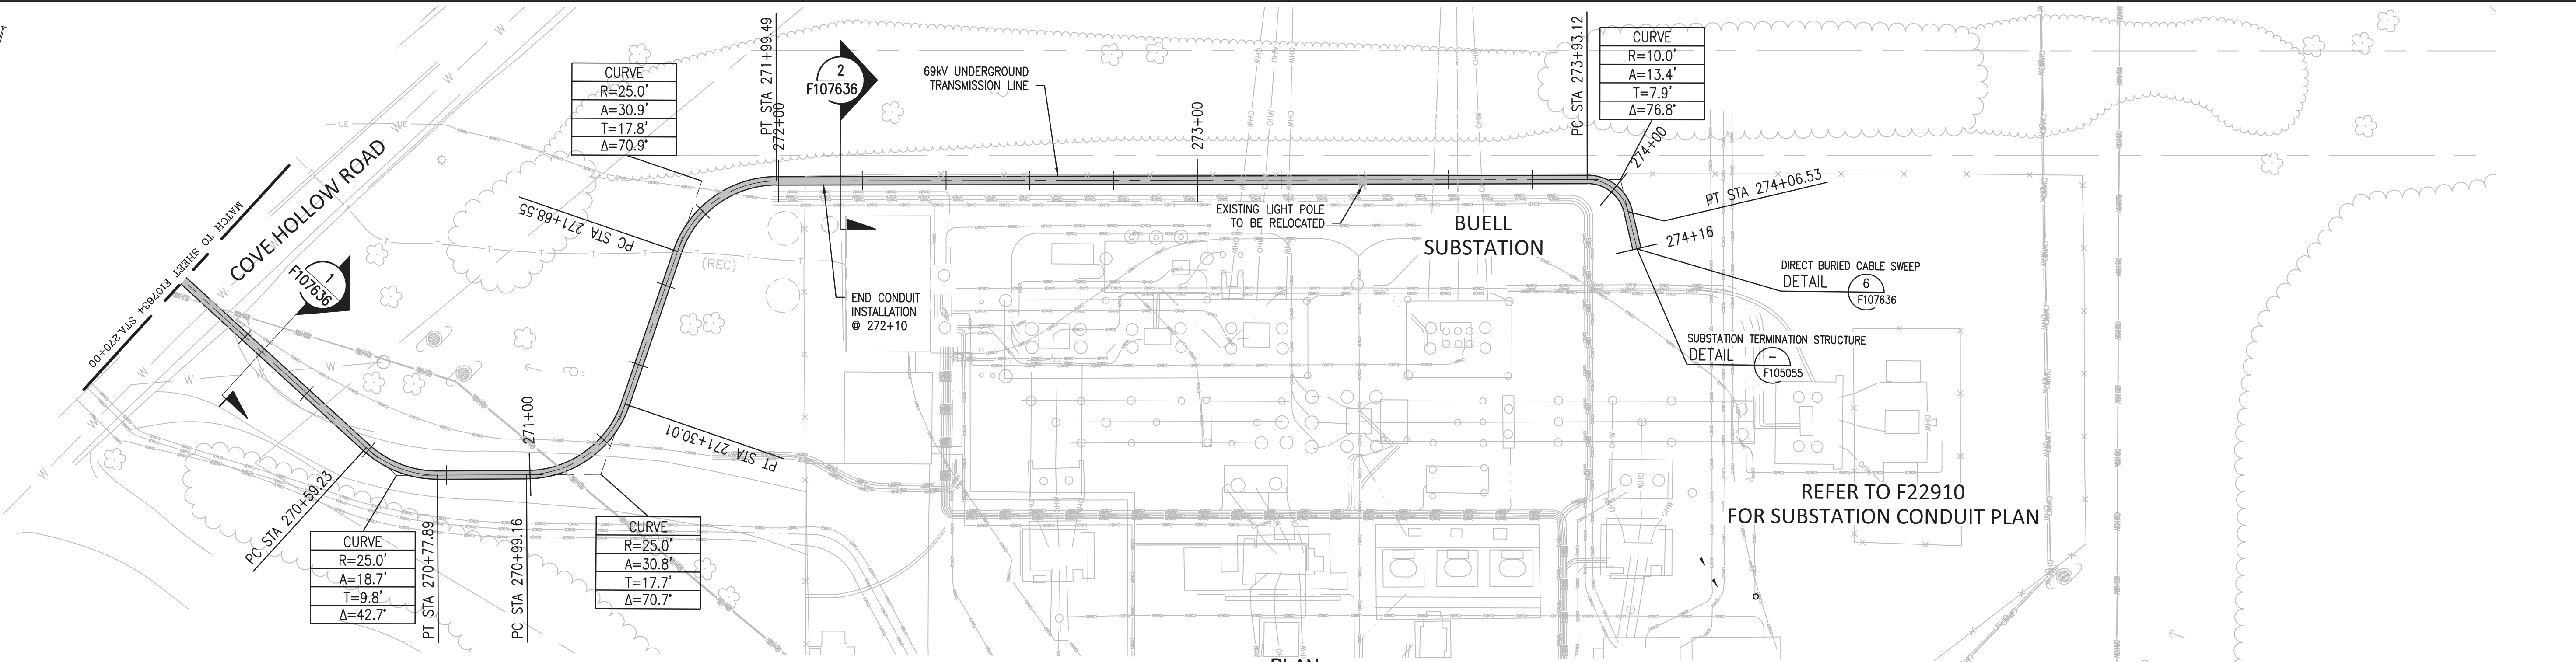 PT STA 271+99.49
272+00
2
F107636
69kV UNDERGROUND
TRANSMISSION LINE
273+00
PC STA 273+93.12
CURVE
R=10.0'
A=13.4'
T=7.9'
Δ=76.8°
274+00
PT STA 274+06.53
274+16
CURVE
R=25.0'
A=30.9'
T=17.8'
Δ=70.9°
COVE HOLLOW ROAD
MATCH TO SHEET F107634 STA.270+00
1
F107636
PC STA 271+68.55
(REC)
END CONDUIT
INSTALLATION
@ 272+10
EXISTING LIGHT POLE
TO BE RELOCATED
BUELL
SUBSTATION
DIRECT BURIED CABLE SWEEP
DETAIL
6
F107636
SUBSTATION TERMINATION STRUCTURE
DETAIL
–
F105055
REFER TO F22910
FOR SUBSTATION CONDUIT PLAN
271+00
PT STA 271+30.01
PC STA 270+59.23
CURVE
R=25.0'
A=18.7'
T=9.8'
Δ=42.7°
PT STA 270+77.89
PC STA 270+99.16
CURVE
R=25.0'
A=30.8'
T=17.7'
Δ=70.7°
PLAN